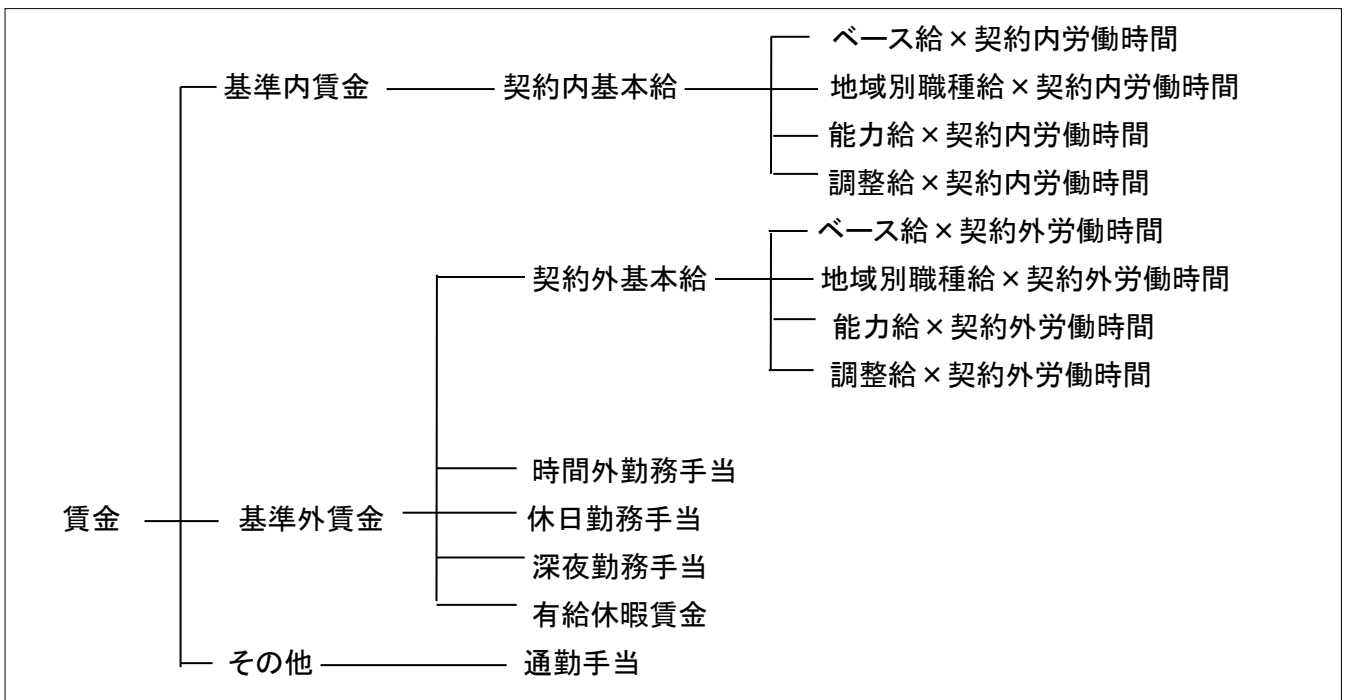 ベース給×契約内労働時間
基準内賃金 契約内基本給 地域別職種給×契約内労働時間
能力給×契約内労働時間
調整給×契約内労働時間
ベース給×契約外労働時間
契約外基本給 地域別職種給×契約外労働時間
能力給×契約外労働時間
調整給×契約外労働時間
時間外勤務手当
賃金 基準外賃金 休日勤務手当
深夜勤務手当
有給休暇賃金
その他 通勤手当